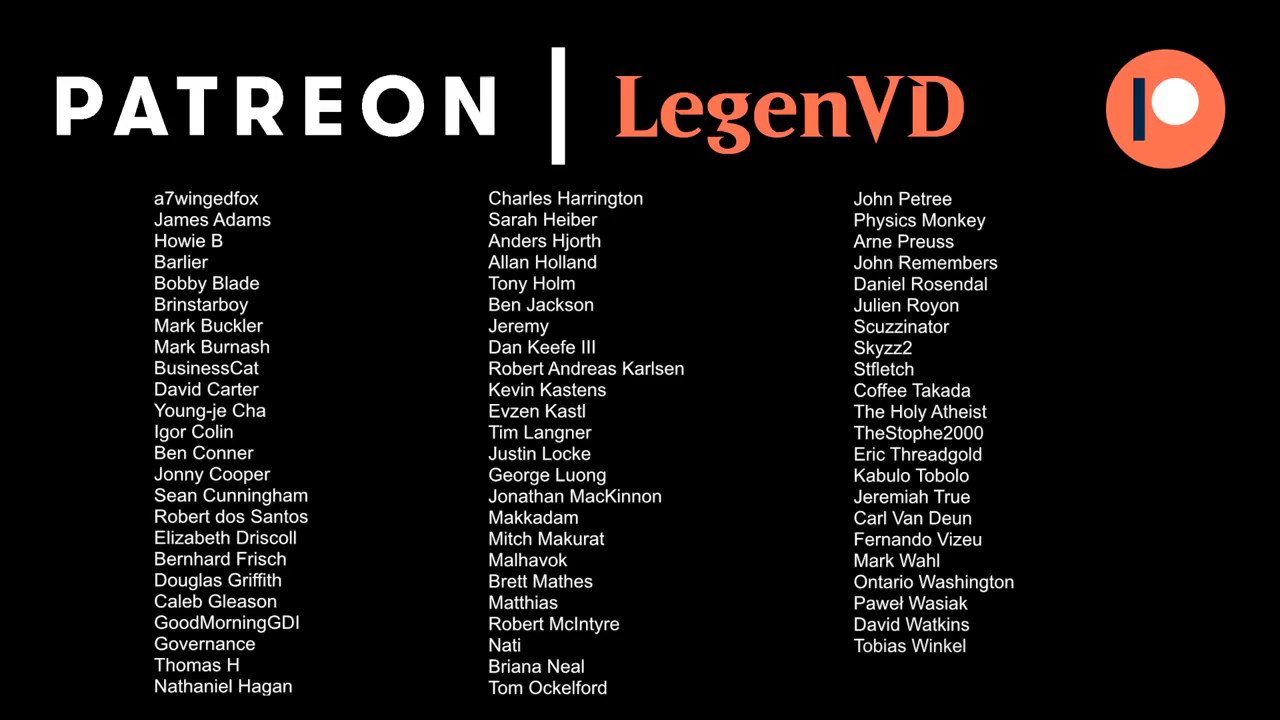 PATREON | LegenVD
a7wingedfox
James Adams
Howie B
Barlier
Bobby Blade
Brinstarboy
Mark Buckler
Mark Burnash
BusinessCat
David Carter
Young-je Cha
Igor Colin
Ben Conner
Jonny Cooper
Sean Cunningham
Robert dos Santos
Elizabeth Driscoll
Bernhard Frisch
Douglas Griffith
Caleb Gleason
GoodMorningGDI
Governance
Thomas H
Nathaniel Hagan
Charles Harrington
Sarah Heiber
Anders Hjorth
Allan Holland
Tony Holm
Ben Jackson
Jeremy
Dan Keefe III
Robert Andreas Karlsen
Kevin Kastens
Evzen Kastl
Tim Langner
Justin Locke
George Luong
Jonathan MacKinnon
Makkadam
Mitch Makurat
Malhavok
Brett Mathes
Matthias
Robert McIntyre
Nati
Briana Neal
Tom Ockelford
John Petree
Physics Monkey
Arne Preuss
John Remembers
Daniel Rosendal
Julien Royon
Scuzzinator
Skyzz2
Stfletch
Coffee Takada
The Holy Atheist
TheStophe2000
Eric Threadgold
Kabulo Tobolo
Jeremiah True
Carl Van Deun
Fernando Vizeu
Mark Wahl
Ontario Washington
Paweł Wasiak
David Watkins
Tobias Winkel